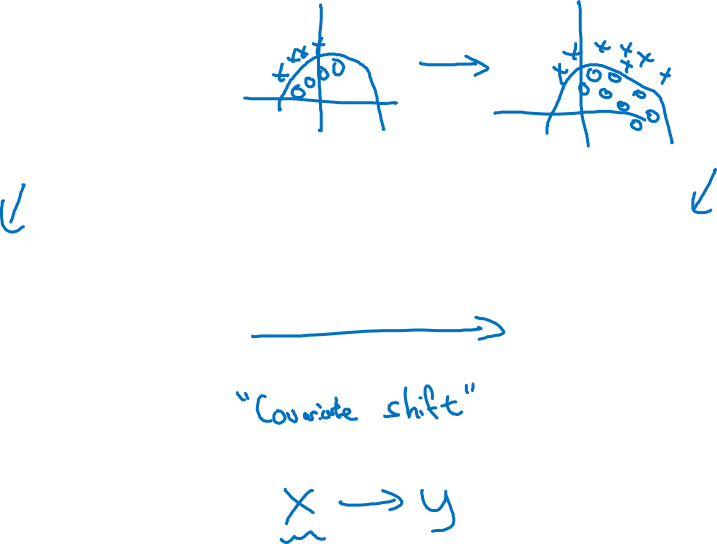 "Covariate shift"
x → y